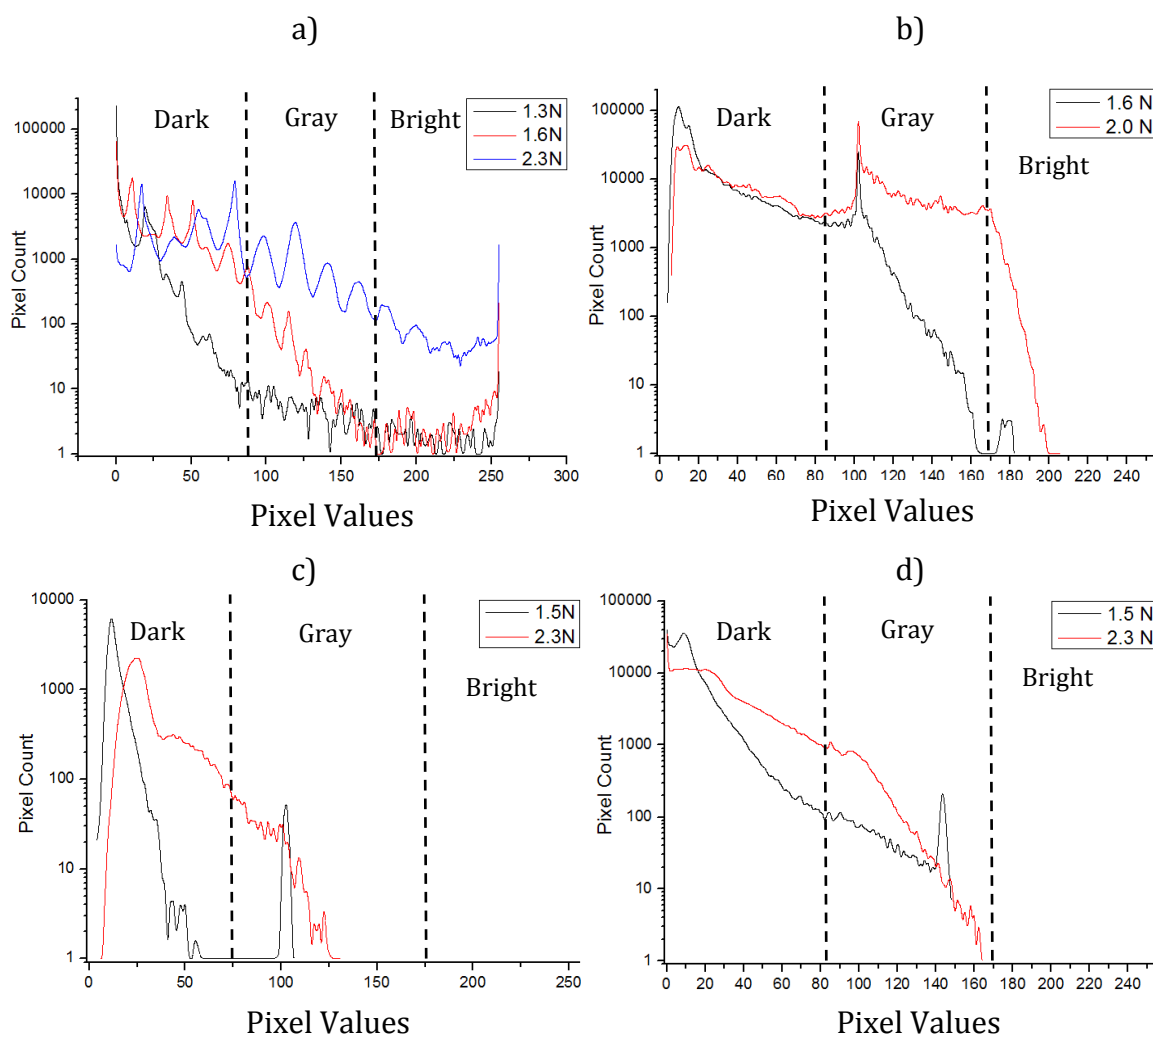 a)
Dark
Gray
Bright
1.3N
1.6N
2.3N
Pixel Count
100000
10000
1000
100
10
1
0
50
100
150
200
250
300
Pixel Values
b)
Dark
Gray
Bright
1.6 N
2.0 N
Pixel Count
100000
10000
1000
100
10
1
0
20
40
60
80
100
120
140
160
180
200
220
240
Pixel Values
c)
Dark
Gray
Bright
1.5N
2.3N
Pixel Count
10000
1000
100
10
1
0
50
100
150
200
250
Pixel Values
d)
Dark
Gray
Bright
1.5 N
2.3 N
Pixel Count
100000
10000
1000
100
10
1
0
20
40
60
80
100
120
140
160
180
200
220
240
Pixel Values